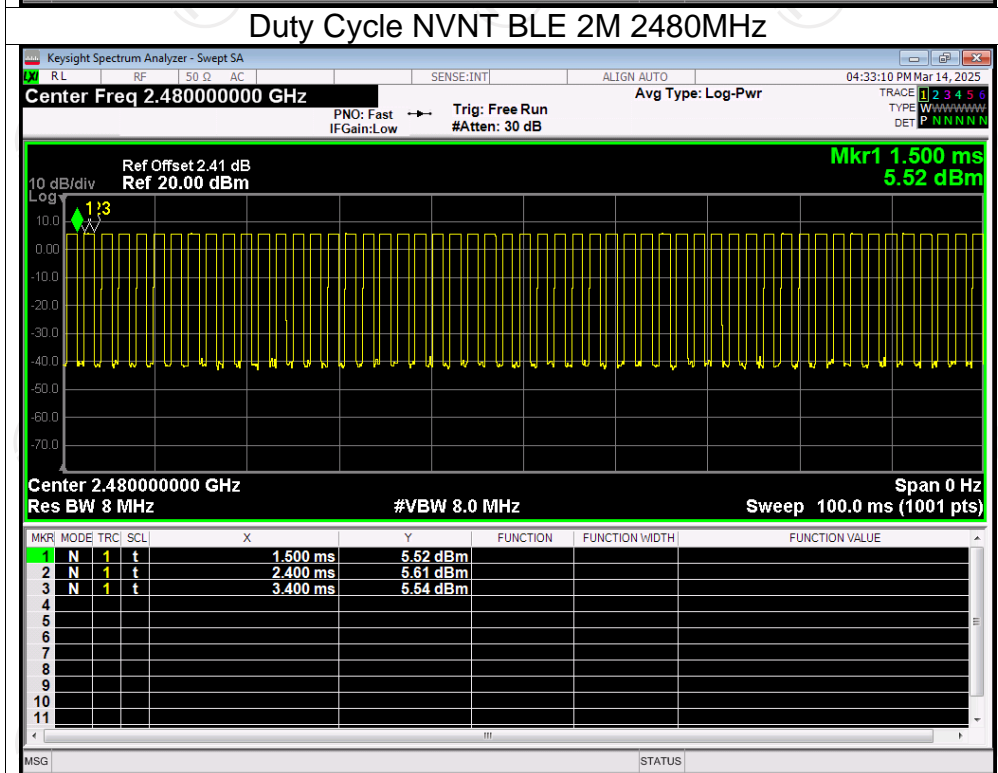 Duty Cycle NVNT BLE 2M 2480MHz
Keysight Spectrum Analyzer - Swept SA
LXI RL RF 50 Ω AC SENSE:INT ALIGN AUTO 04:33:10 PM Mar 14, 2025
Center Freq 2.480000000 GHz Avg Type: Log-Pwr TRACE 1 2 3 4 5 6
PNO: Fast Trig: Free Run TYPE WWWWWW
IFGain:Low #Atten: 30 dB DET P NNNNN
Mkr1 1.500 ms
Ref Offset 2.41 dB
10 dB/div Ref 20.00 dBm 5.52 dBm
Log
1 2 3
10.0
0.00
-10.0
-20.0
-30.0
-40.0
-50.0
-60.0
-70.0
Center 2.480000000 GHz Span 0 Hz
Res BW 8 MHz #VBW 8.0 MHz Sweep 100.0 ms (1001 pts)
MKR MODE TRC SCL X Y FUNCTION FUNCTION WIDTH FUNCTION VALUE
1 N 1 t 1.500 ms 5.52 dBm
2 N 1 t 2.400 ms 5.61 dBm
3 N 1 t 3.400 ms 5.54 dBm
4
5
6
7
8
9
10
11
MSG STATUS